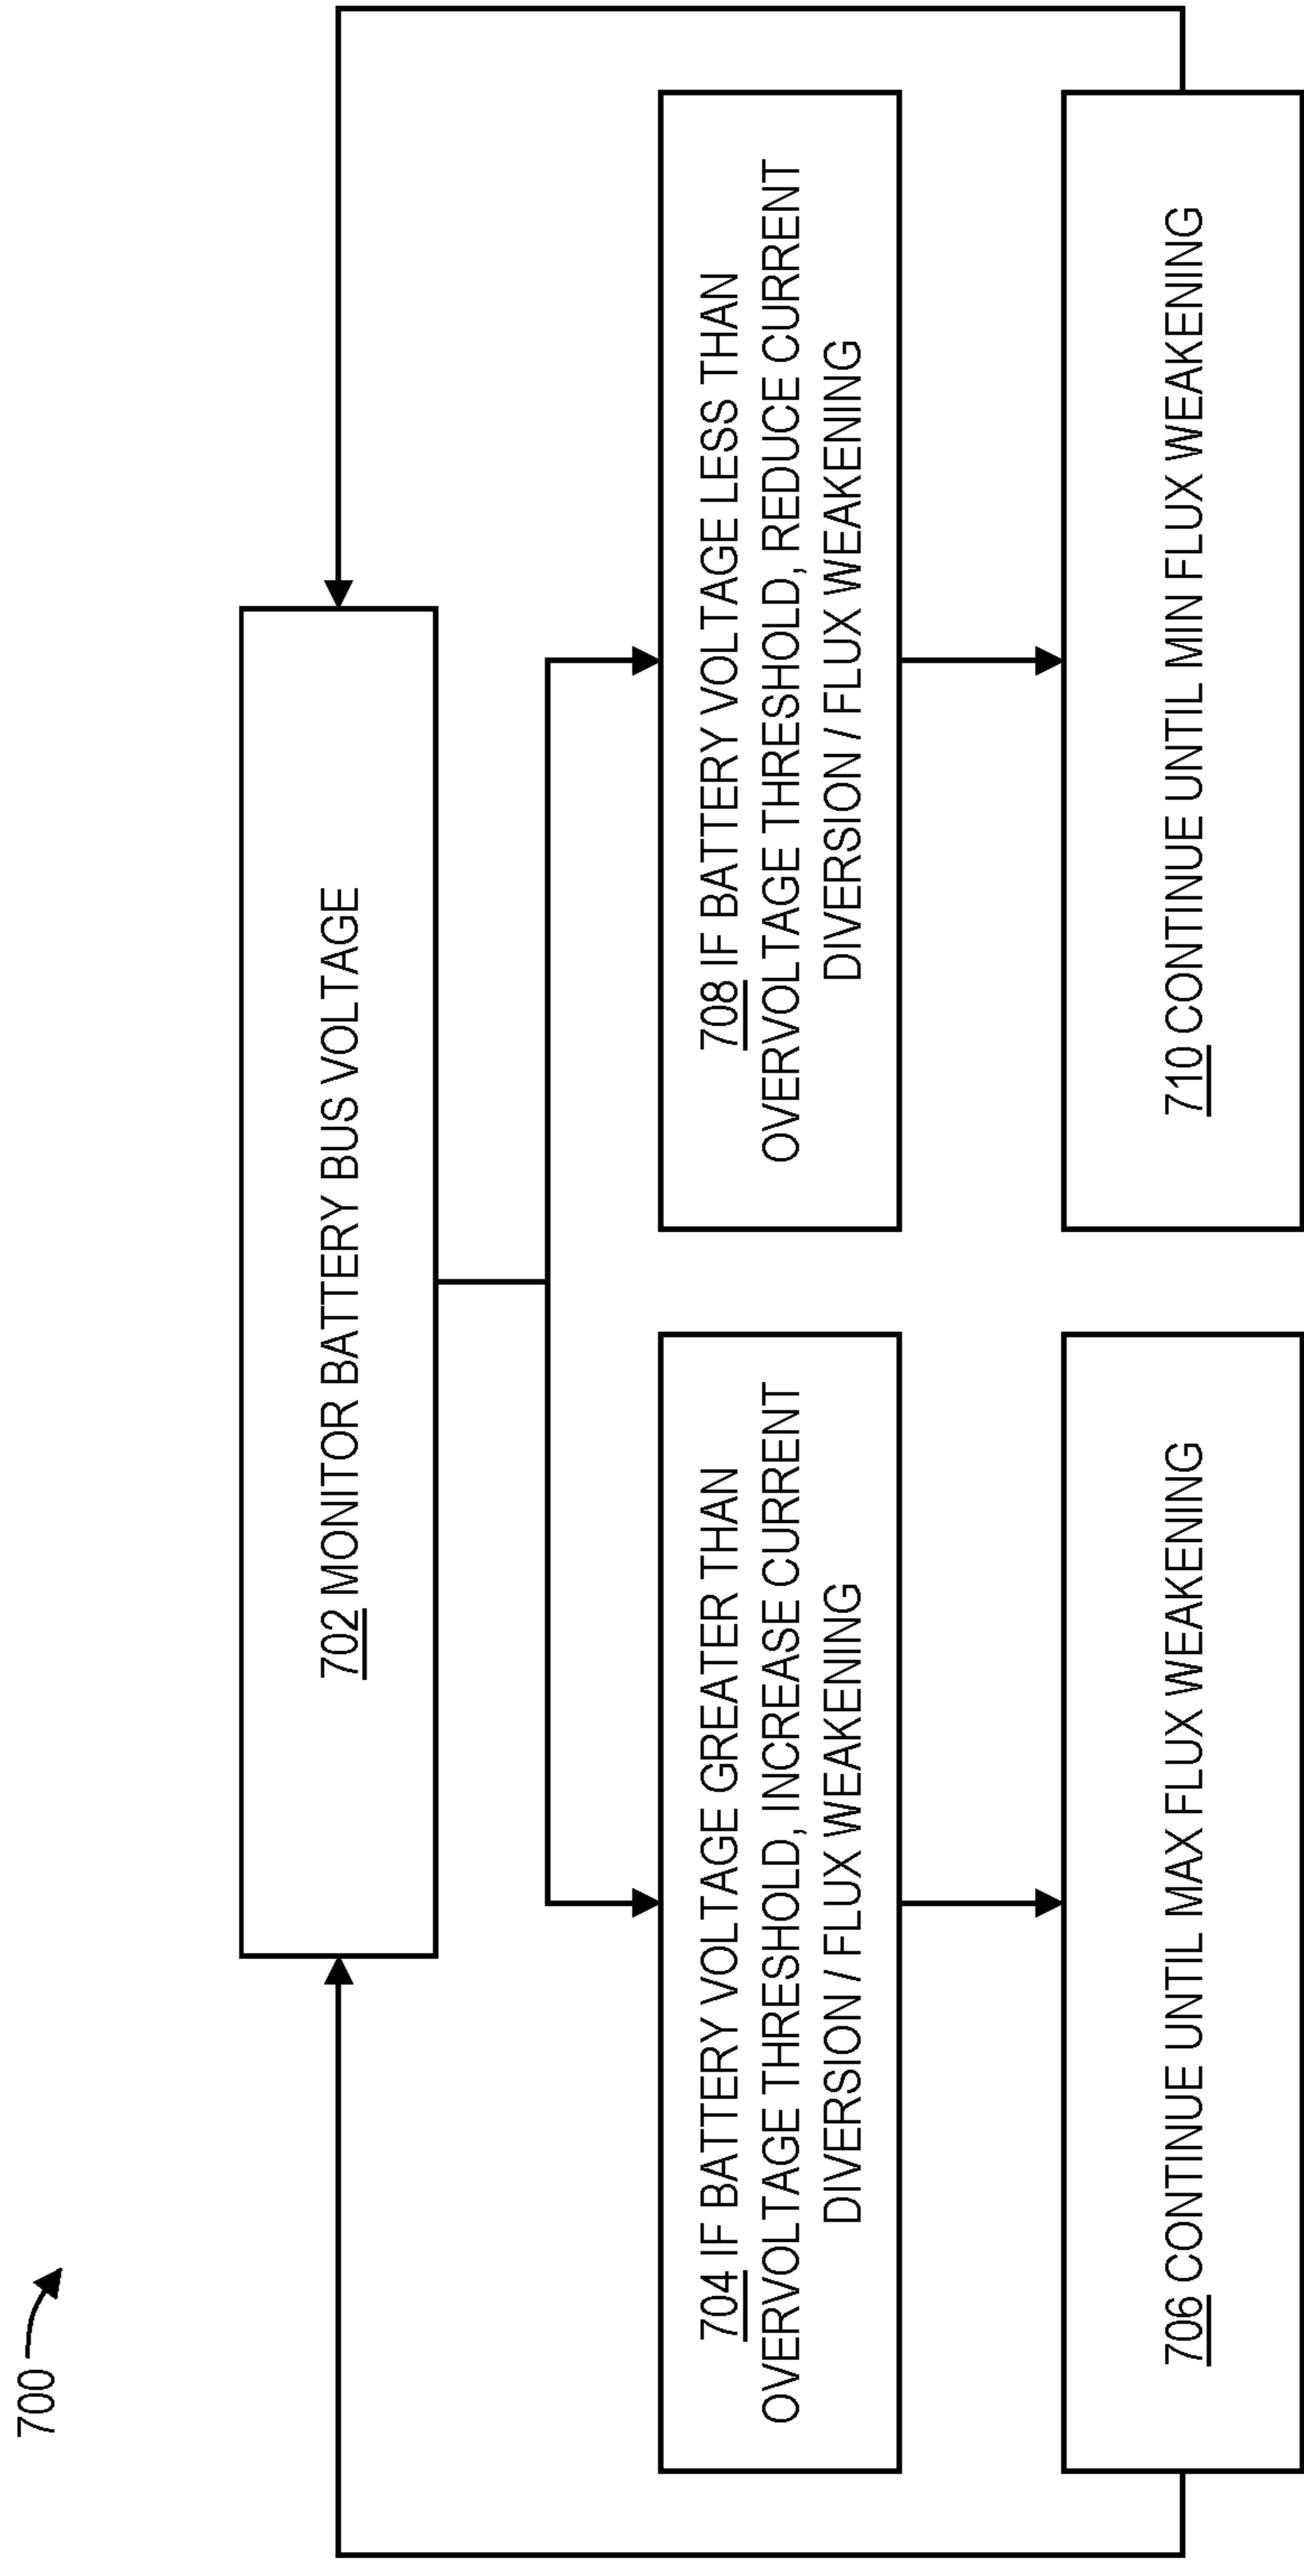 700
702 MONITOR BATTERY BUS VOLTAGE
704 IF BATTERY VOLTAGE GREATER THAN
OVERVOLTAGE THRESHOLD, INCREASE CURRENT
DIVERSION / FLUX WEAKENING
708 IF BATTERY VOLTAGE LESS THAN
OVERVOLTAGE THRESHOLD, REDUCE CURRENT
DIVERSION / FLUX WEAKENING
706 CONTINUE UNTIL MAX FLUX WEAKENING
710 CONTINUE UNTIL MIN FLUX WEAKENING